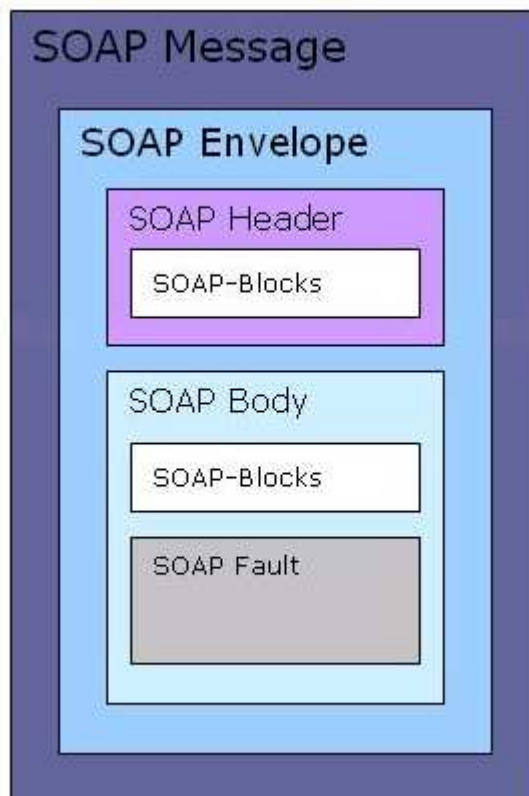 SOAP Message
SOAP Envelope
SOAP Header
SOAP-Blocks
SOAP Body
SOAP-Blocks
SOAP Fault